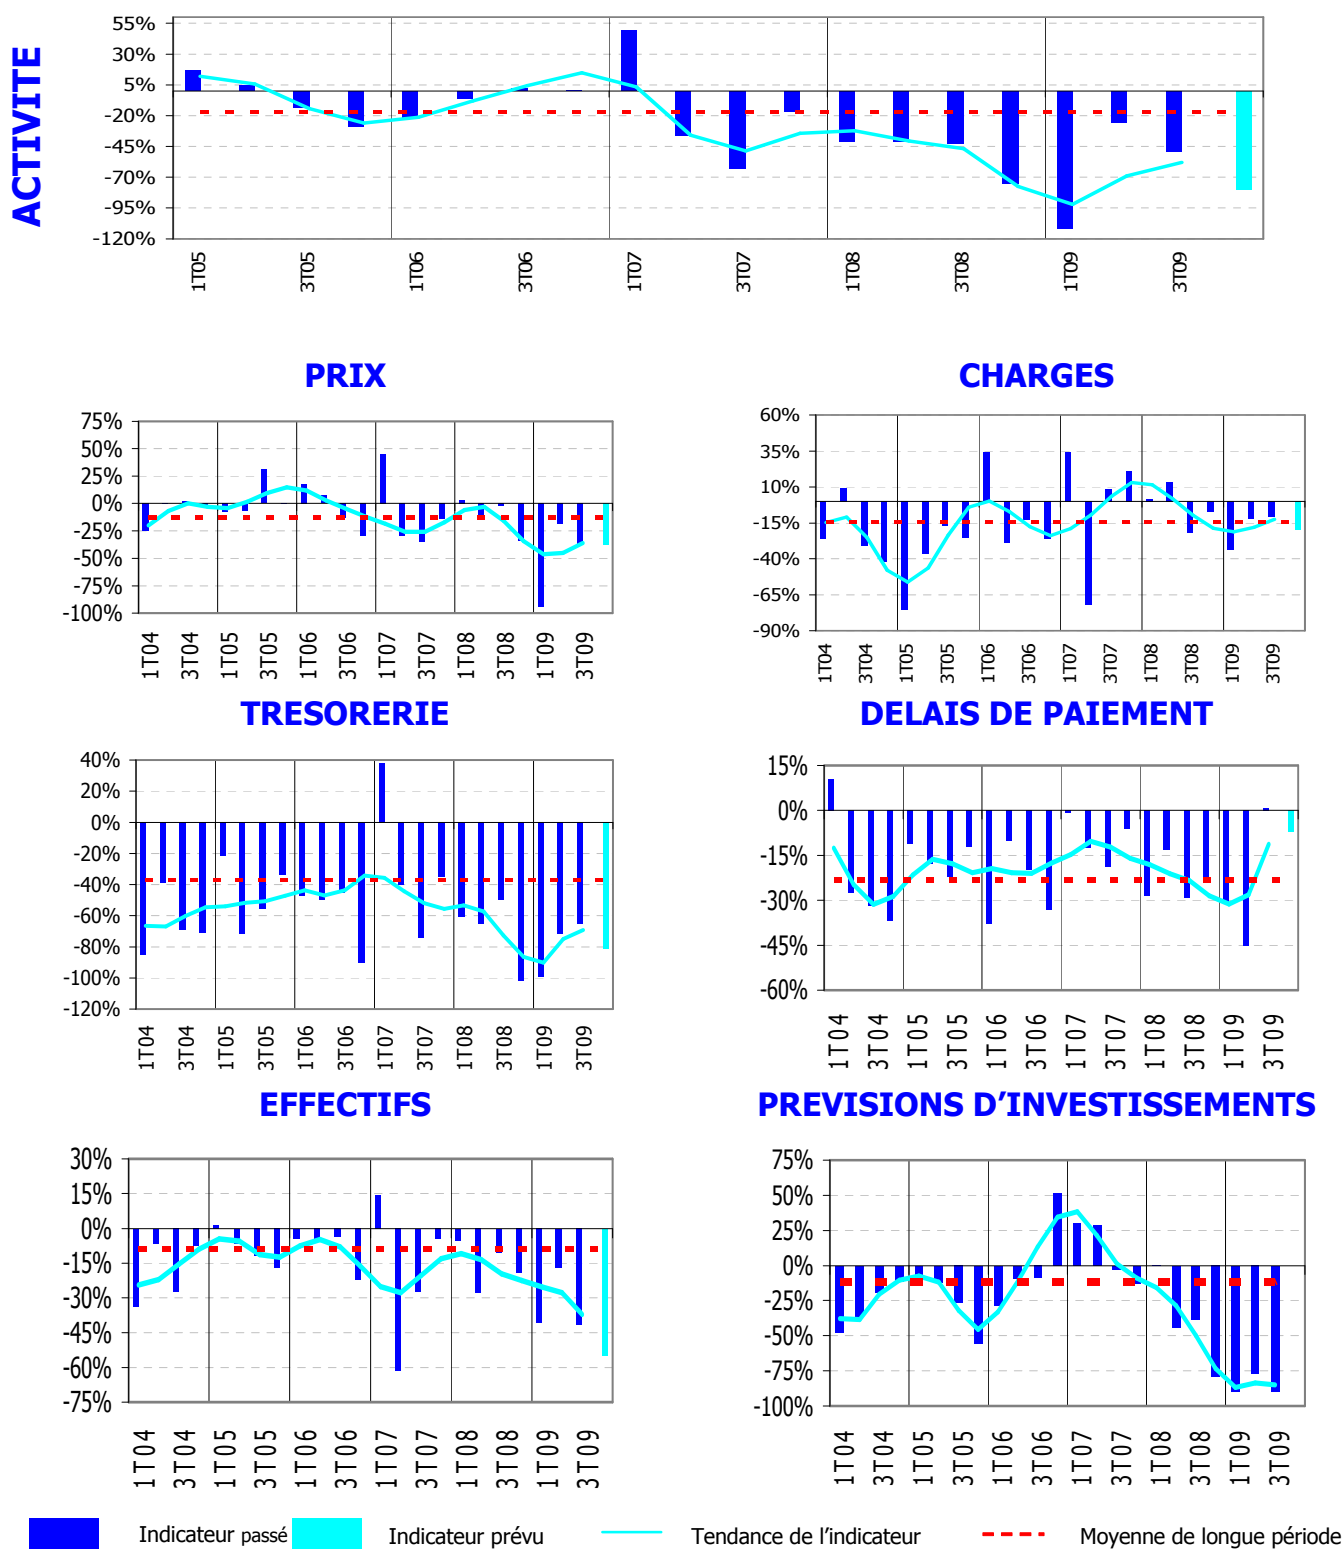 ACTIVITE
55%
30%
5%
-20%
-45%
-70%
-95%
-120%
1T05
3T05
1T06
3T06
1T07
3T07
1T08
3T08
1T09
3T09
PRIX
75%
50%
25%
0%
-25%
-50%
-75%
-100%
1T04
3T04
1T05
3T05
1T06
3T06
1T07
3T07
1T08
3T08
1T09
3T09
CHARGES
60%
35%
10%
-15%
-40%
-65%
-90%
1T04
3T04
1T05
3T05
1T06
3T06
1T07
3T07
1T08
3T08
1T09
3T09
TRESORERIE
40%
20%
0%
-20%
-40%
-60%
-80%
-100%
-120%
1T04
3T04
1T05
3T05
1T06
3T06
1T07
3T07
1T08
3T08
1T09
3T09
DELAIS DE PAIEMENT
15%
0%
-15%
-30%
-45%
-60%
1T04
3T04
1T05
3T05
1T06
3T06
1T07
3T07
1T08
3T08
1T09
3T09
EFFECTIFS
30%
15%
0%
-15%
-30%
-45%
-60%
-75%
1T04
3T04
1T05
3T05
1T06
3T06
1T07
3T07
1T08
3T08
1T09
3T09
PREVISIONS D’INVESTISSEMENTS
75%
50%
25%
0%
-25%
-50%
-75%
-100%
1T04
3T04
1T05
3T05
1T06
3T06
1T07
3T07
1T08
3T08
1T09
3T09
Indicateur passé
Indicateur prévu
Tendance de l’indicateur
Moyenne de longue période